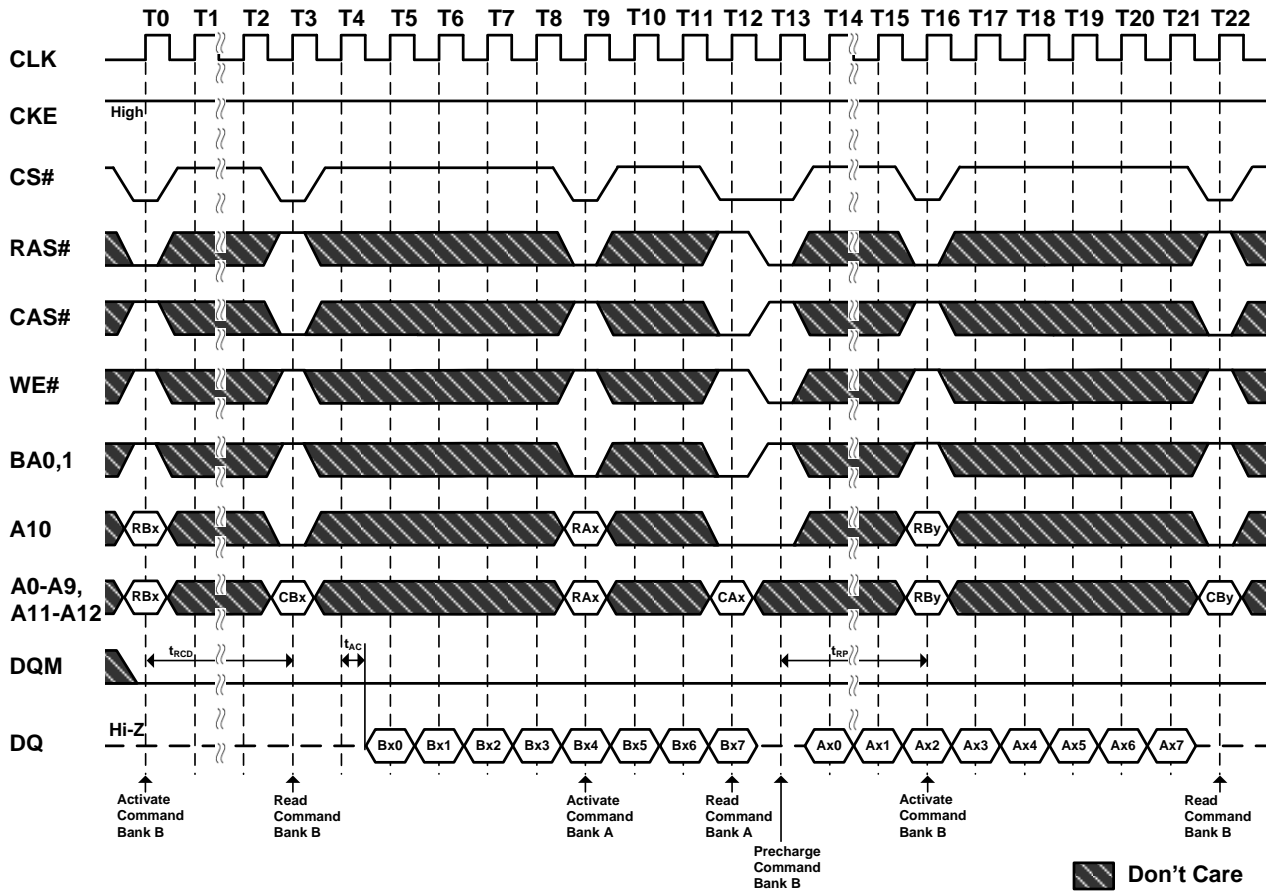 T0 T1 T2 T3 T4 T5 T6 T7 T8 T9 T10 T11 T12 T13 T14 T15 T16 T17 T18 T19 T20 T21 T22
CLK
CKE
High
CS#
RAS#
CAS#
WE#
BA0,1
A10
RBx RAx RBy
A0-A9,
A11-A12
RBx CBx RAx CAx RBy CBy
DQM
tRCD tAC tRP
DQ
Hi-Z
Bx0 Bx1 Bx2 Bx3 Bx4 Bx5 Bx6 Bx7 Ax0 Ax1 Ax2 Ax3 Ax4 Ax5 Ax6 Ax7
Activate
Command
Bank B
Read
Command
Bank B
Activate
Command
Bank A
Read
Command
Bank A
Precharge
Command
Bank B
Activate
Command
Bank B
Read
Command
Bank B
Don't Care